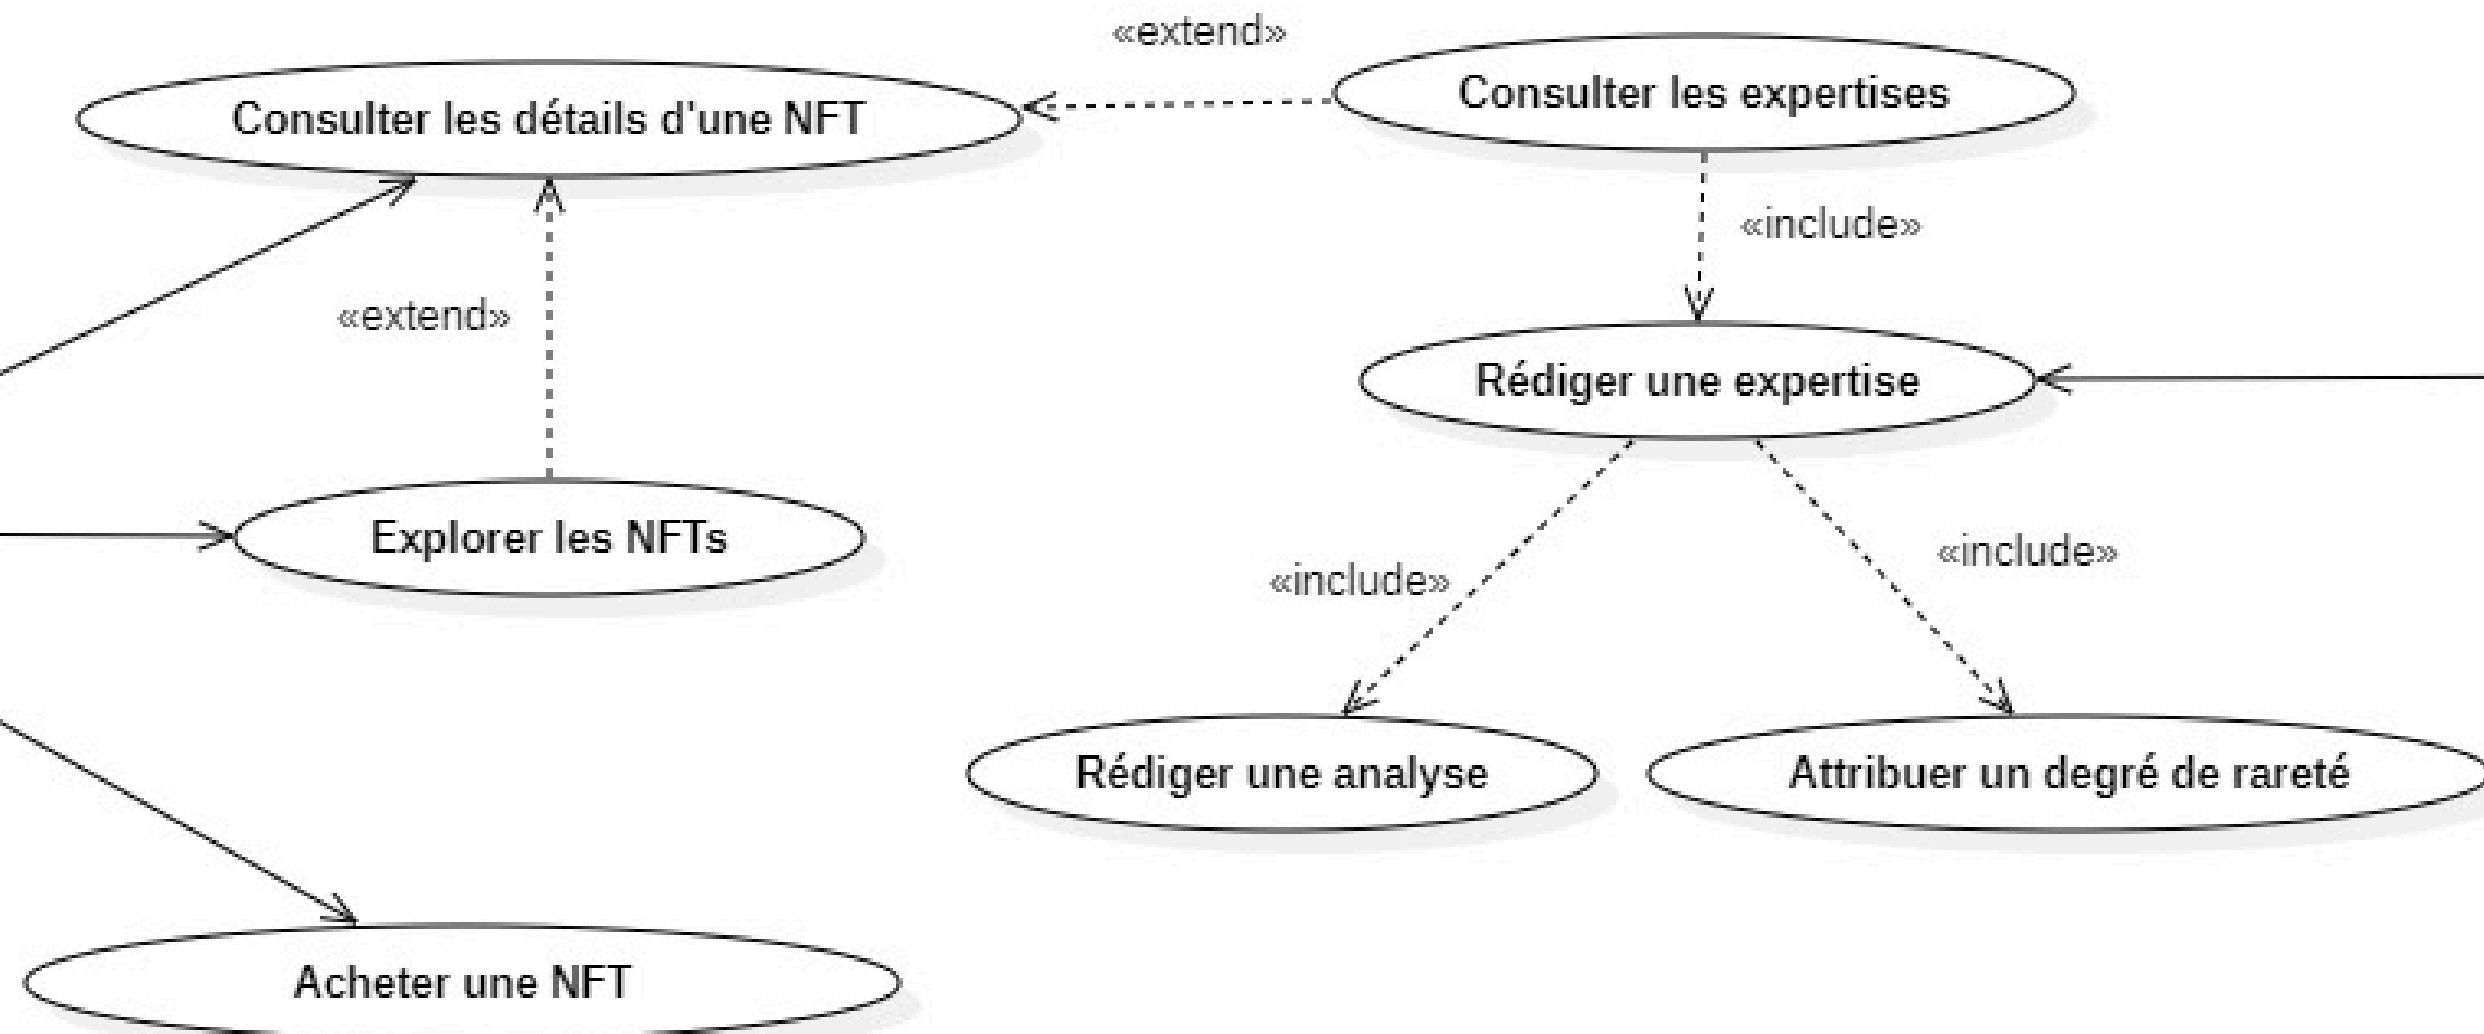 «extend»
Consulter les expertises
Consulter les détails d'une NFT
«include»
«extend»
Rédiger une expertise
Explorer les NFTs
«include»
«include»
Rédiger une analyse
Attribuer un degré de rareté
Acheter une NFT